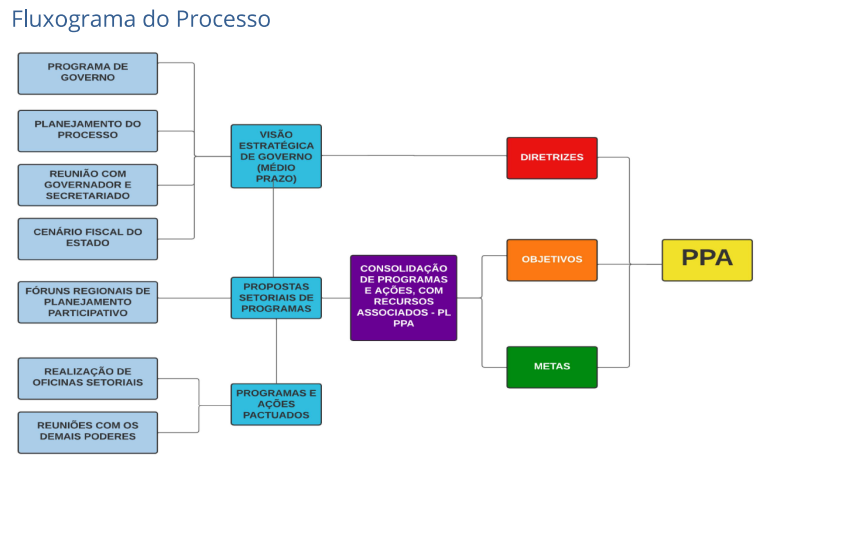 Fluxograma do Processo
PROGRAMA DE
GOVERNO
PLANEJAMENTO DO
PROCESSO
REUNIÃO COM
GOVERNADOR E
SECRETARIADO
CENÁRIO FISCAL DO
ESTADO
FÓRUNS REGIONAIS DE
PLANEJAMENTO
PARTICIPATIVO
REALIZAÇÃO DE
OFICINAS SETORIAIS
REUNIÕES COM OS
DEMAIS PODERES
VISÃO
ESTRATÉGICA
DE GOVERNO
(MÉDIO
PRAZO)
PROPOSTAS
SETORIAIS DE
PROGRAMAS
PROGRAMAS E
AÇÕES
PACTUADOS
CONSOLIDAÇÃO
DE PROGRAMAS
E AÇÕES, COM
RECURSOS
ASSOCIADOS - PL
PPA
DIRETRIZES
OBJETIVOS
METAS
PPA